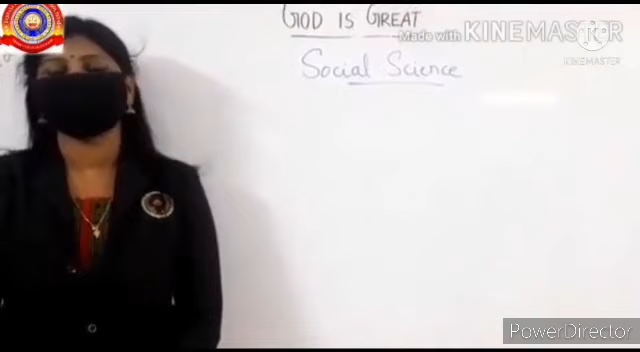 GOD IS GREAT
Made with KINEMASTER
KINEMASTER
Social Science
PowerDirector